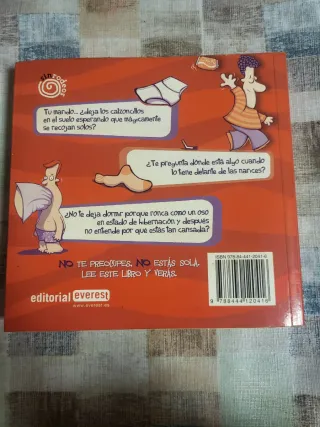 sin rodeos
Tu marido... ¿deja los calzoncillos
en el suelo esperando que mágicamente
se recojan solos?
¿Te pregunta dónde está algo cuando
lo tiene delante de las narices?
¿No te deja dormir porque ronca como un oso
en estado de hibernación y después
no entiende por qué estás tan cansada?
NO TE PREOCUPES. NO ESTÁS SOLA.
LEE ESTE LIBRO Y VERÁS.
editorial everest
www.everest.es